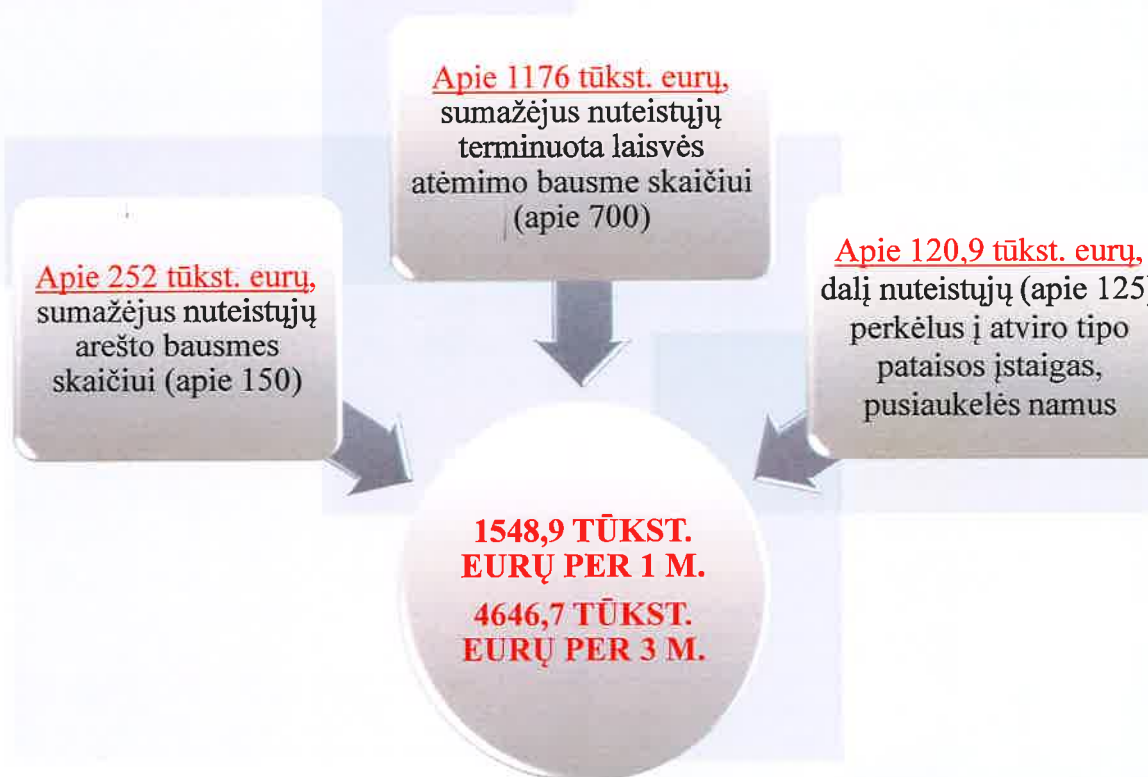 Apie 1176 tūkst. eurų,
sumažėjus nuteistųjų
terminuota laisvės
atėmimo bausme skaičiui
(apie 700)
Apie 252 tūkst. eurų,
sumažėjus nuteistųjų
arešto bausmes
skaičiui (apie 150)
Apie 120,9 tūkst. eurų,
dalį nuteistųjų (apie 125)
perkėlus į atviro tipo
pataisos įstaigas,
pusiaukelės namus
1548,9 TŪKST.
EURŲ PER 1 M.
4646,7 TŪKST.
EURŲ PER 3 M.